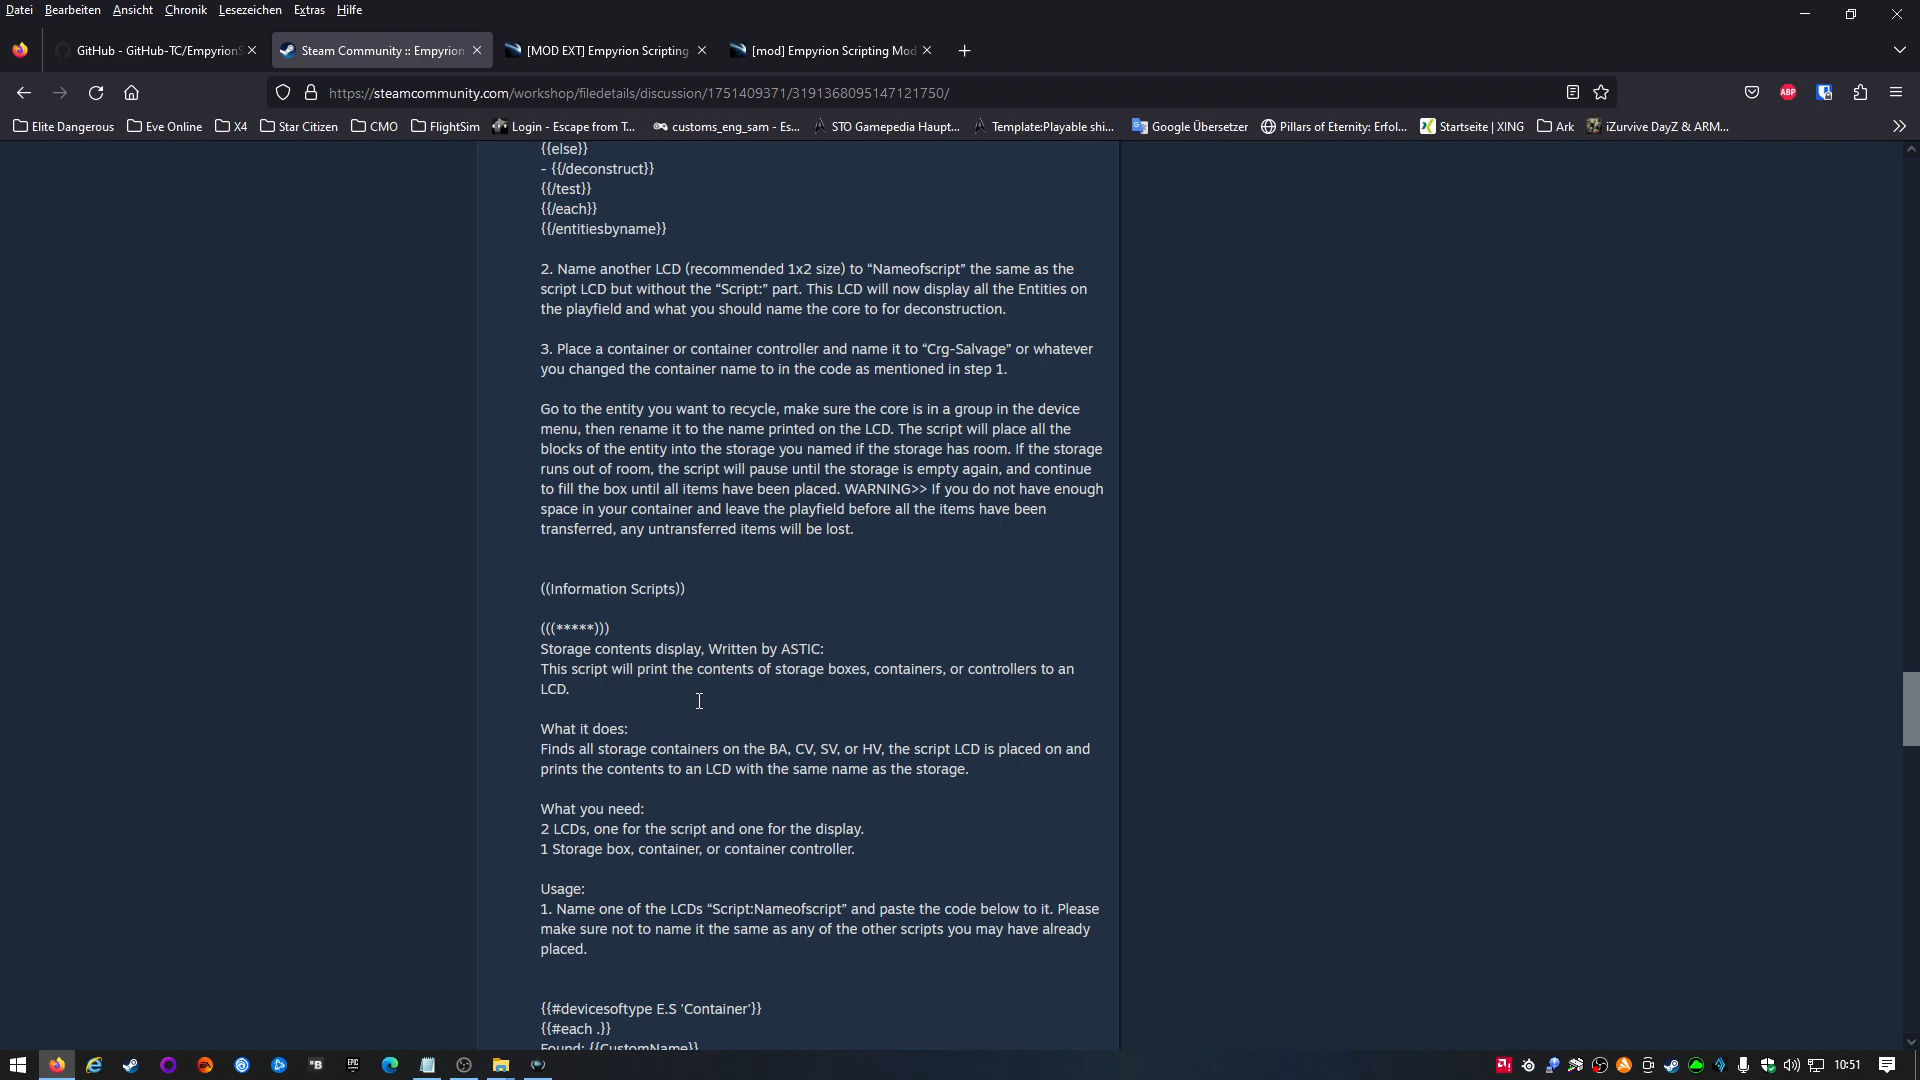 Datei Bearbeiten Ansicht Chronik Lesezeichen Extras Hilfe
GitHub - GitHub-TC/EmpyrionS
Steam Community :: Empyrion
[MOD EXT] Empyrion Scripting
[mod] Empyrion Scripting Mod
https://steamcommunity.com/workshop/filedetails/discussion/1751409371/3191368095147121750/
ABP
Elite Dangerous Eve Online X4 Star Citizen CMO FlightSim Login - Escape from T... customs_eng_sam - Es... STO Gamepedia Haupt... Template:Playable shi... Google Übersetzer Pillars of Eternity: Erfol... Startseite | XING Ark iZurvive DayZ & ARM...
{{else}}
- {{/deconstruct}}
{{/test}}
{{/each}}
{{/entitiesbyname}}
2. Name another LCD (recommended 1x2 size) to “Nameofscript” the same as the
script LCD but without the “Script:” part. This LCD will now display all the Entities on
the playfield and what you should name the core to for deconstruction.
3. Place a container or container controller and name it to “Crg-Salvage” or whatever
you changed the container name to in the code as mentioned in step 1.
Go to the entity you want to recycle, make sure the core is in a group in the device
menu, then rename it to the name printed on the LCD. The script will place all the
blocks of the entity into the storage you named if the storage has room. If the storage
runs out of room, the script will pause until the storage is empty again, and continue
to fill the box until all items have been placed. WARNING>> If you do not have enough
space in your container and leave the playfield before all the items have been
transferred, any untransferred items will be lost.
((Information Scripts))
(((*****)))
Storage contents display, Written by ASTIC:
This script will print the contents of storage boxes, containers, or controllers to an
LCD.
What it does:
Finds all storage containers on the BA, CV, SV, or HV, the script LCD is placed on and
prints the contents to an LCD with the same name as the storage.
What you need:
2 LCDs, one for the script and one for the display.
1 Storage box, container, or container controller.
Usage:
1. Name one of the LCDs “Script:Nameofscript” and paste the code below to it. Please
make sure not to name it the same as any of the other scripts you may have already
placed.
{{#devicesoftype E.S 'Container'}}
{{#each .}}
Found: {{CustomName}}
EPIC
10:51